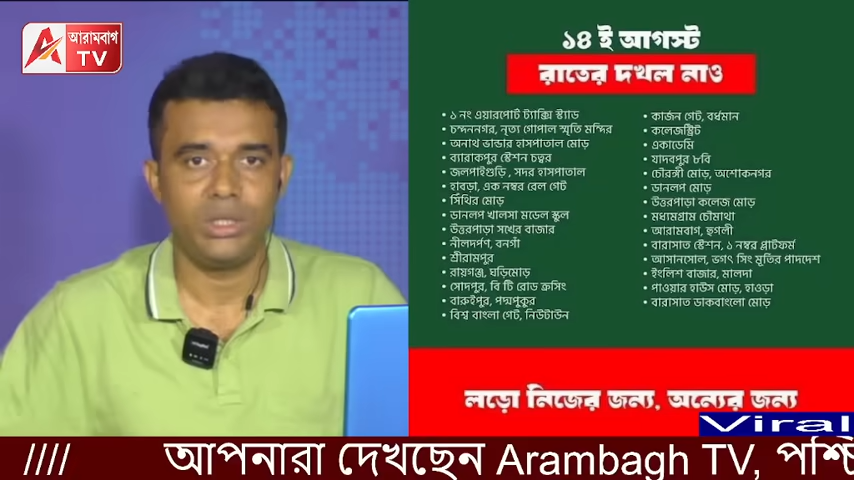 আরামবাগ
TV
১৪ ই আগস্ট
রাতের দখল নাও
• ১ নং এয়ারপোর্ট ট্যাক্সি স্ট্যাড
• চন্দননগর, নৃত্য গোপাল স্মৃতি মন্দির
• অনাথ ভান্ডার হাসপাতাল মোড়
• ব্যারাকপুর স্টেশন চত্বর
• জলপাইগুড়ি , সদর হাসপাতাল
• হাবড়া, এক নম্বর রেল গেট
• সিঁথির মোড়
• ডানলপ খালসা মডেল স্কুল
• উত্তরপাড়া সখের বাজার
• নীলদর্পণ, বনগাঁ
• শ্রীরামপুর
• রায়গঞ্জ, ঘড়িমোড়
• সোদপুর, বি টি রোড ক্রসিং
• বারুইপুর, পদ্মপুকুর
• বিশ্ব বাংলা গেট, নিউটাউন
• কার্জন গেট, বর্ধমান
• কলেজস্ট্রিট
• একাডেমি
• যাদবপুর ৮বি
• চৌরঙ্গী মোড়, অশোকনগর
• ডানলপ মোড়
• উত্তরপাড়া কলেজ মোড়
• মধ্যমগ্রাম চৌমাথা
• আরামবাগ, হুগলী
• বারাসাত স্টেশন, ১ নম্বর প্লাটফর্ম
• আসানসোল, ভগৎ সিং মূর্তির পাদদেশ
• ইংলিশ বাজার, মালদা
• পাওয়ার হাউস মোড়, হাওড়া
• বারাসাত ডাকবাংলো মোড়
লড়ো নিজের জন্য, অন্যের জন্য
Viral
//// আপনারা দেখছেন Arambagh TV, পশ্চি